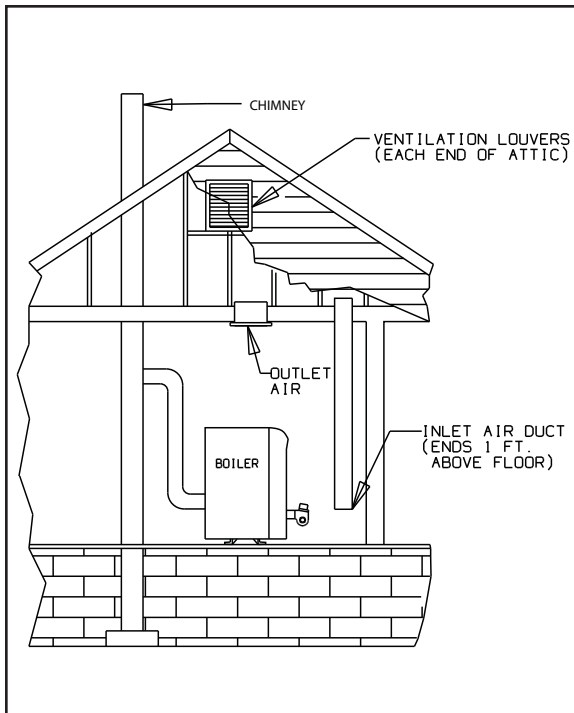 CHIMNEY
VENTILATION LOUVERS
(EACH END OF ATTIC)
OUTLET
AIR
INLET AIR DUCT
(ENDS 1 FT.
ABOVE FLOOR)
BOILER